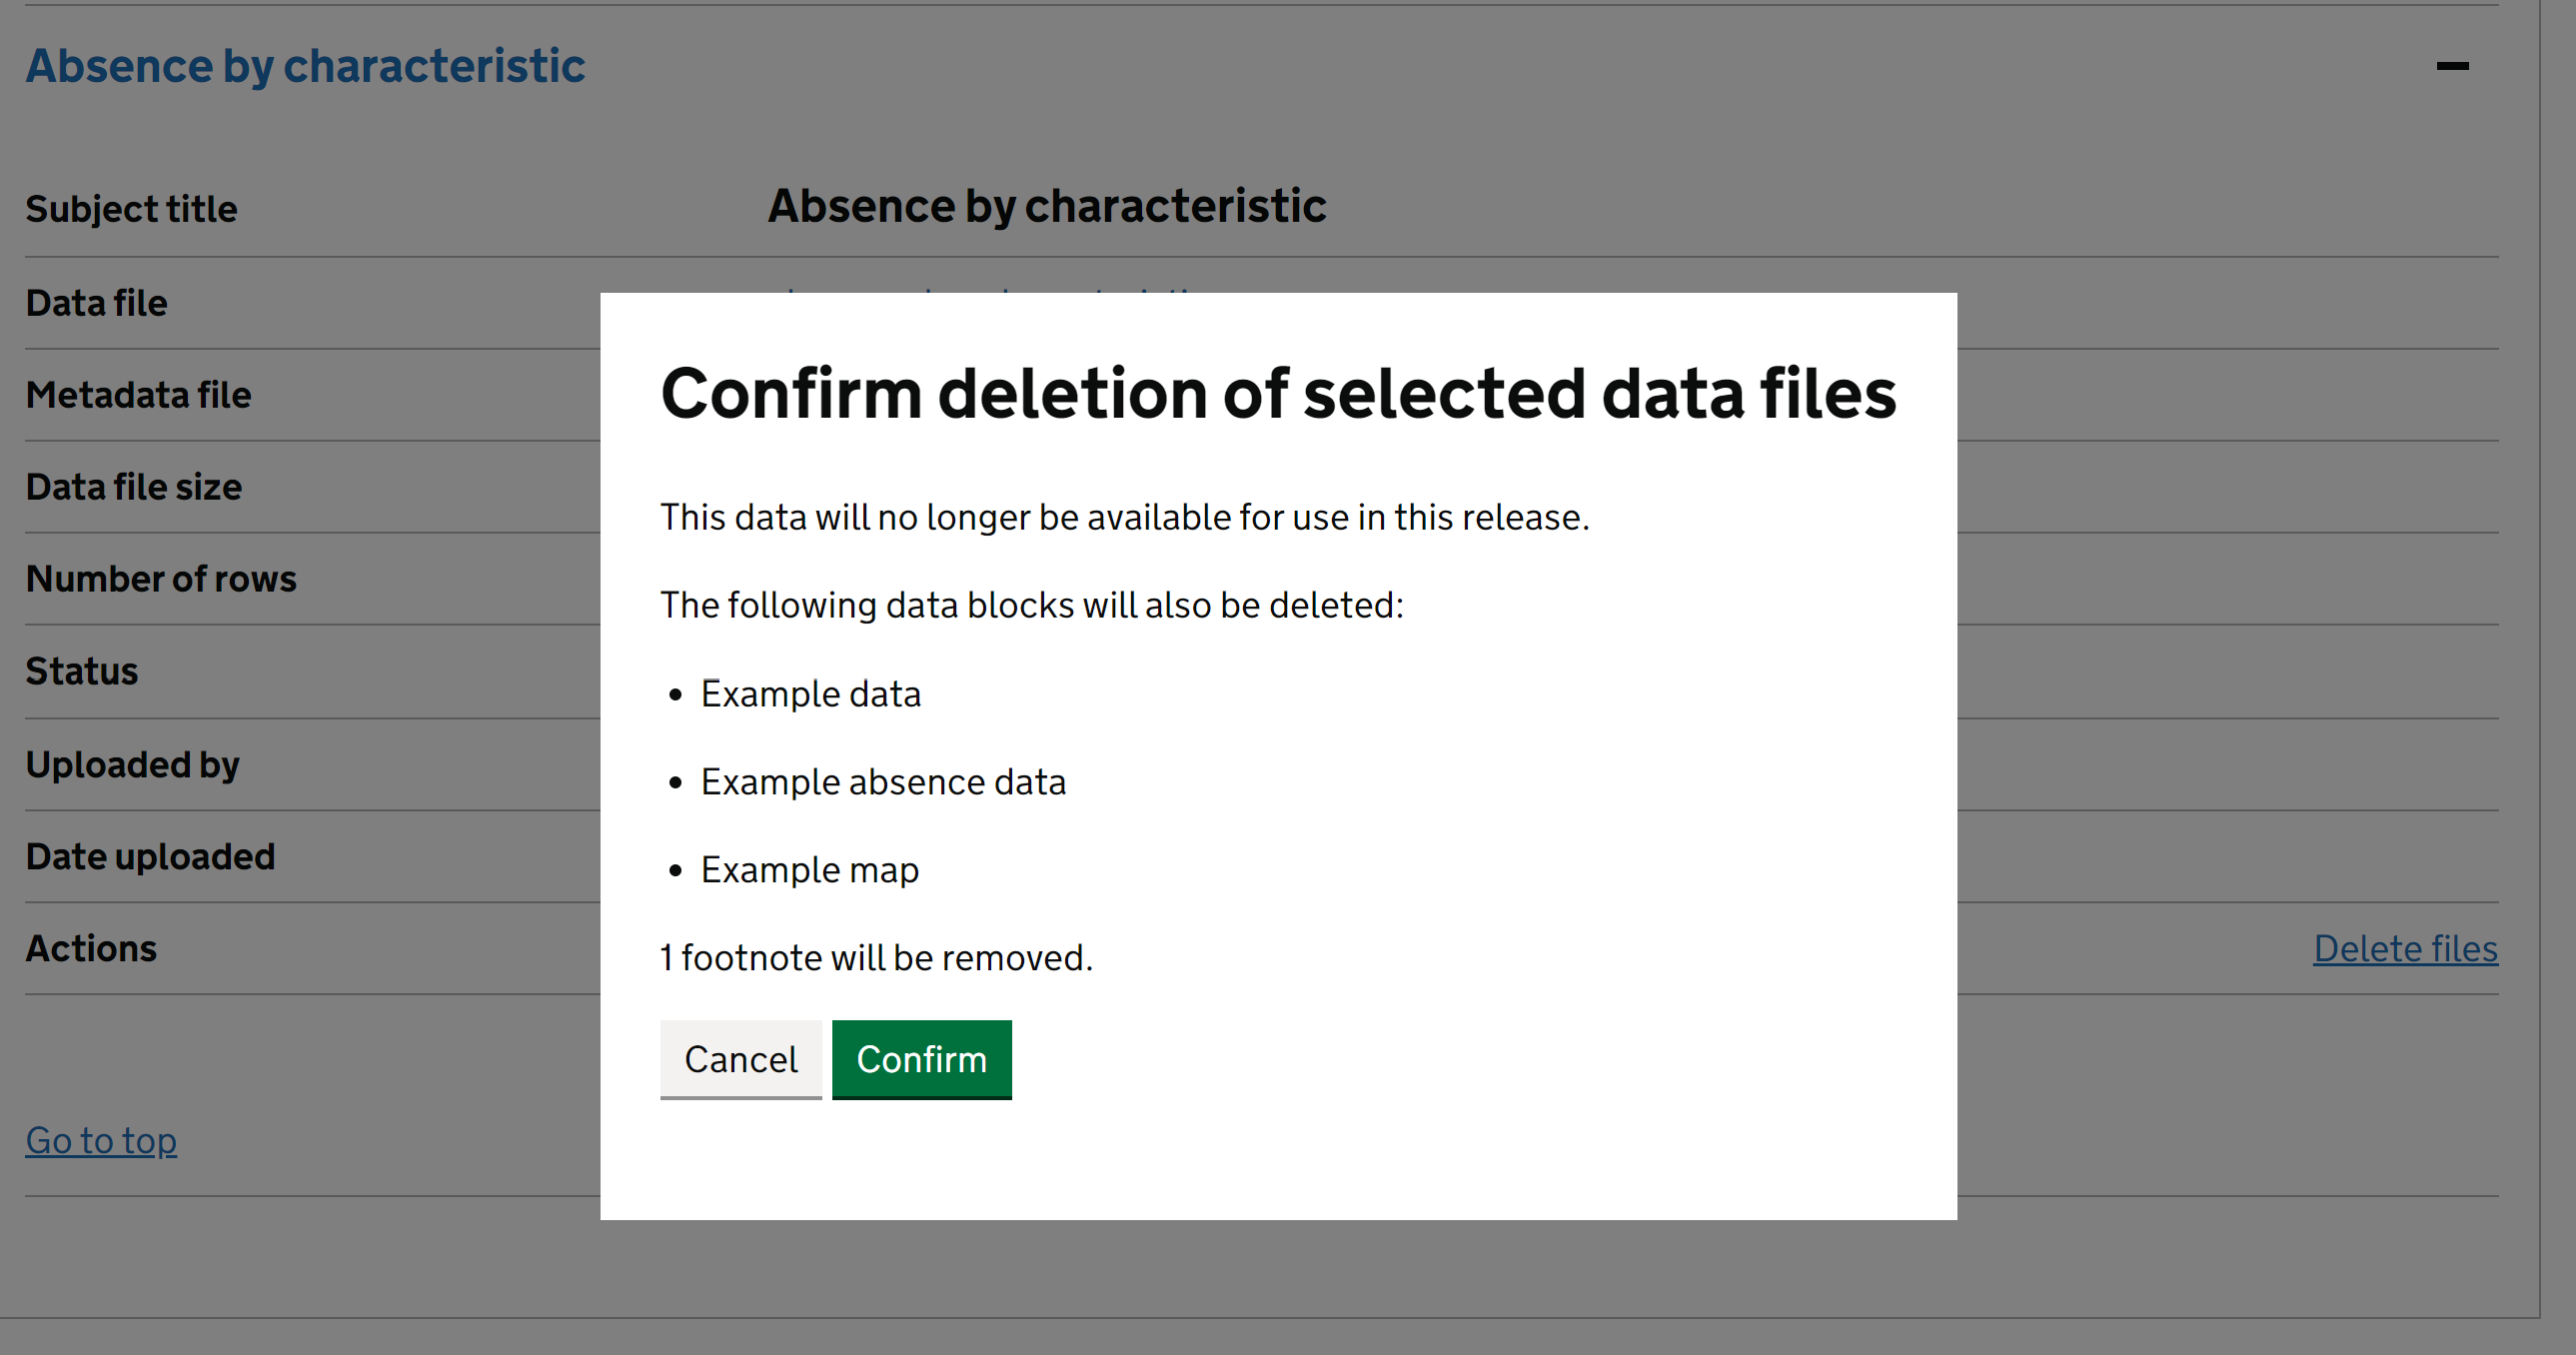 Absence by characteristic
Subject title Absence by characteristic
Data file
Metadata file
Data file size
Number of rows
Status
Uploaded by
Date uploaded
Actions Delete files
Go to top
Confirm deletion of selected data files
This data will no longer be available for use in this release.
The following data blocks will also be deleted:
• Example data
• Example absence data
• Example map
1 footnote will be removed.
Cancel Confirm